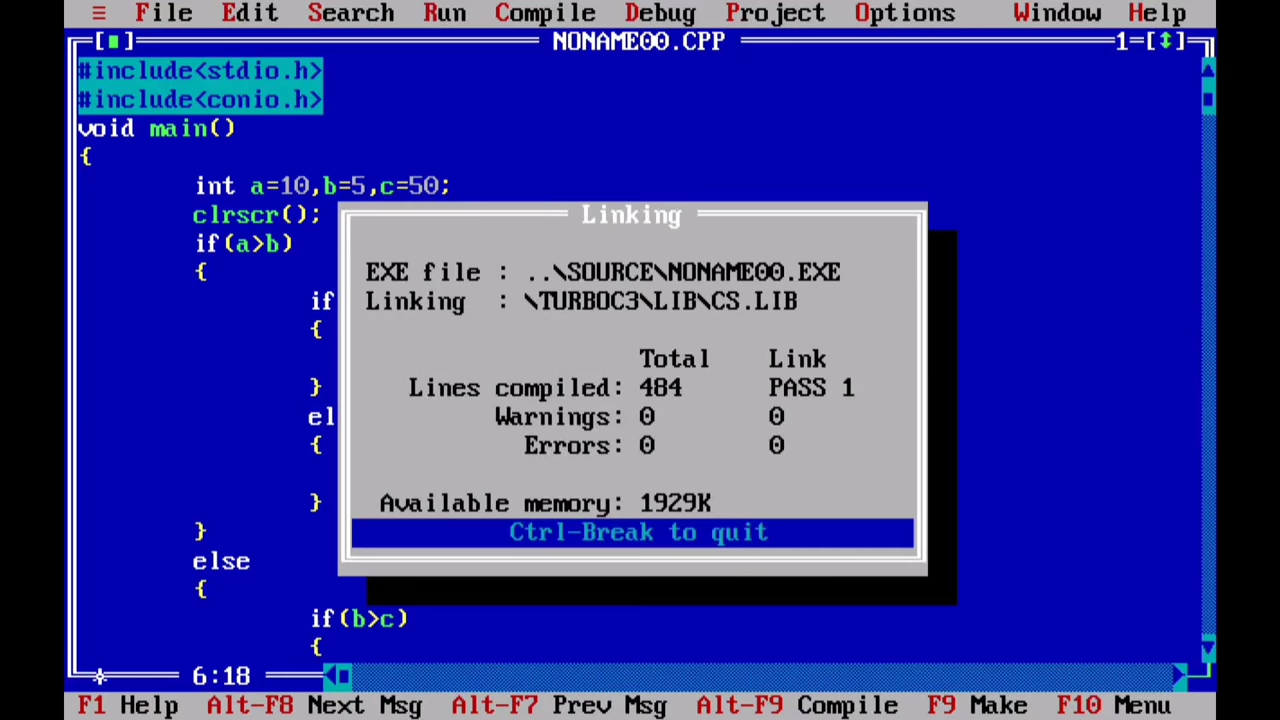 ≡ File Edit Search Run Compile Debug Project Options Window Help
[■] NONAME00.CPP 1=[↕]
#include<stdio.h>
#include<conio.h>
void main()
{
int a=10,b=5,c=50;
clrscr();
if(a>b)
{
if
{
}
el
{
}
}
else
{
if(b>c)
{
Linking
EXE file : ..\SOURCE\NONAME00.EXE
Linking : \TURBOC3\LIB\CS.LIB
Total Link
Lines compiled: 484 PASS 1
Warnings: 0 0
Errors: 0 0
Available memory: 1929K
Ctrl-Break to quit
6:18
F1 Help Alt-F8 Next Msg Alt-F7 Prev Msg Alt-F9 Compile F9 Make F10 Menu